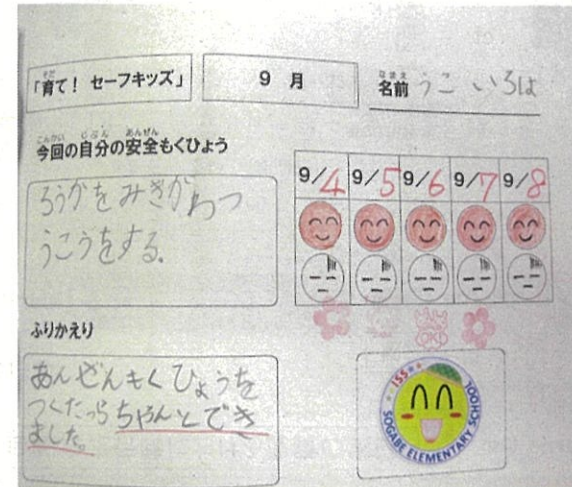 「育て! セーフキッズ」
9 月
名前 うこ いろは
今回の自分の安全もくひょう
ろうかをみぎがわつ
うこうをする。
9/4 9/5 9/6 9/7 9/8
ふりかえり
あんぜんもくひょうを
つくたっら ちゃんとでき
ました。
ISS
SOGABE ELEMENTARY SCHOOL